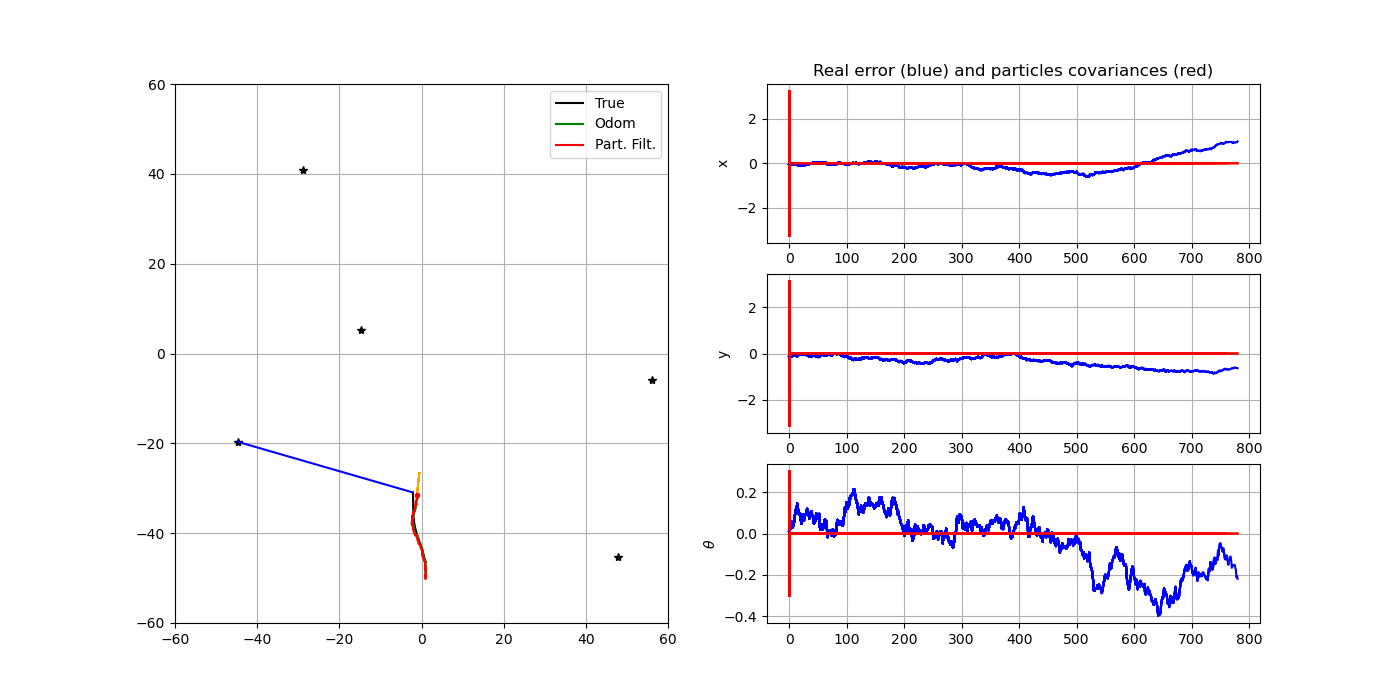 60
40
20
0
−20
−40
−60
−60 −40 −20 0 20 40 60
True
Odom
Part. Filt.
Real error (blue) and particles covariances (red)
x
2
0
−2
0 100 200 300 400 500 600 700 800
y
2
0
−2
0 100 200 300 400 500 600 700 800
θ
0.2
0.0
−0.2
−0.4
0 100 200 300 400 500 600 700 800